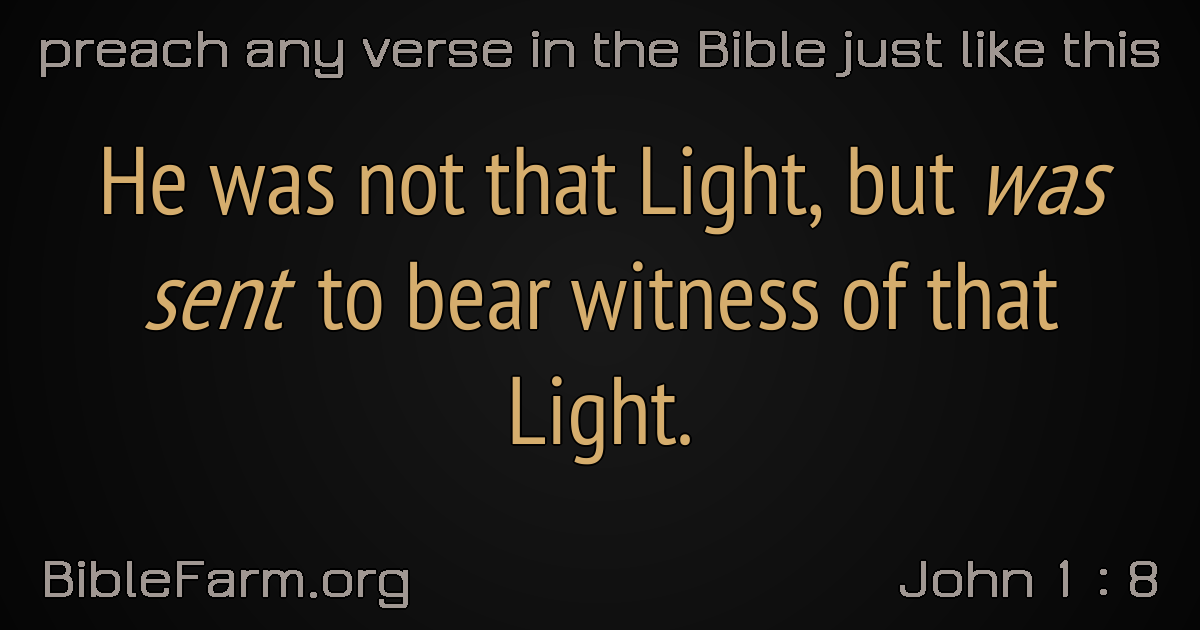 preach any verse in the Bible just like this
He was not that Light, but was
sent to bear witness of that
Light.
BibleFarm.org
John 1 : 8